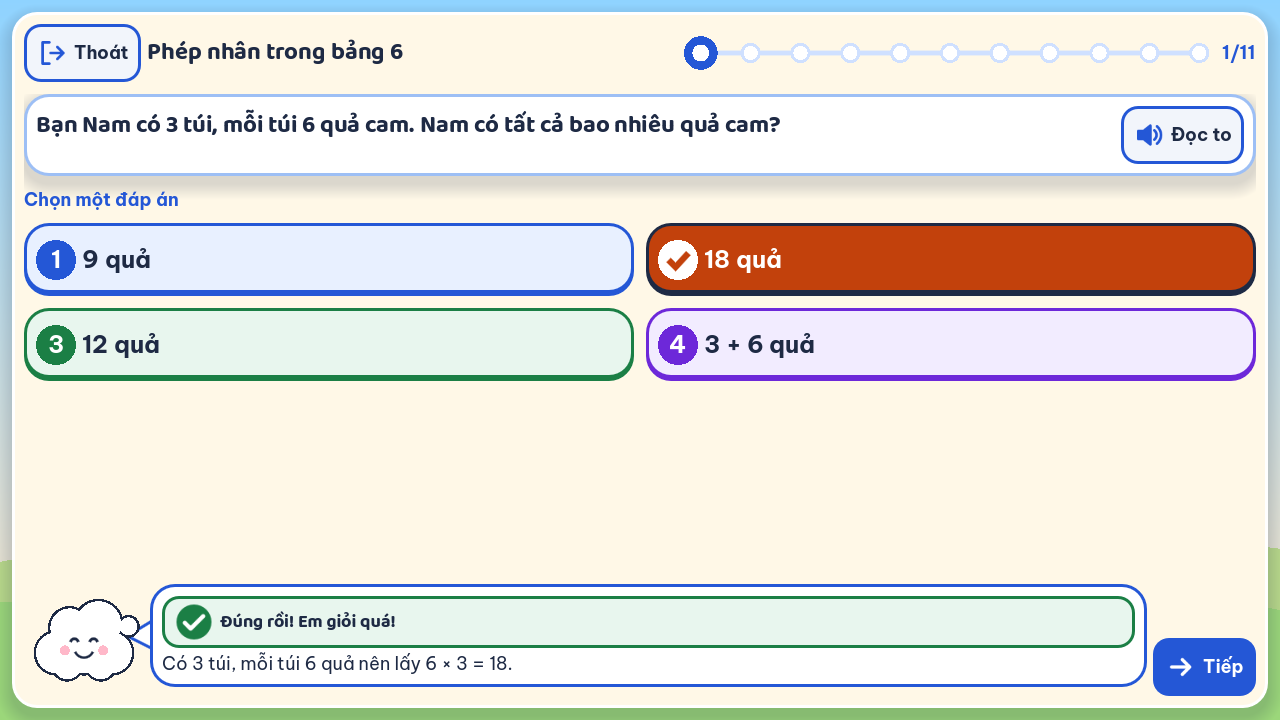 Thoát
Phép nhân trong bảng 6
1/11
Bạn Nam có 3 túi, mỗi túi 6 quả cam. Nam có tất cả bao nhiêu quả cam?
Đọc to
Chọn một đáp án
1 9 quả
18 quả
3 12 quả
4 3 + 6 quả
Đúng rồi! Em giỏi quá!
Có 3 túi, mỗi túi 6 quả nên lấy 6 × 3 = 18.
Tiếp